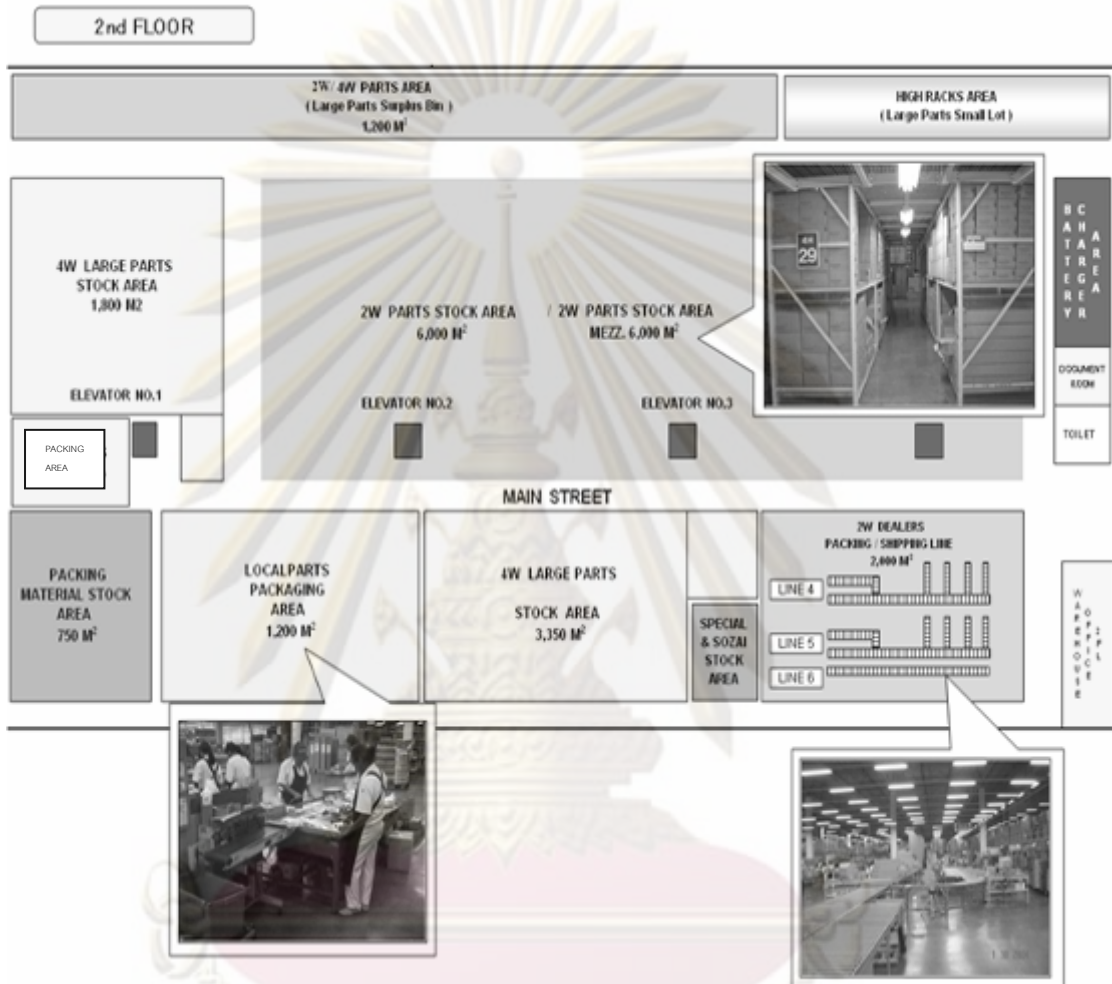 2nd FLOOR
2W/ 4W PARTS AREA
( Large Parts Surplus Bin )
1,200 M²
HIGH RACKS AREA
( Large Parts Small Lot )
4W LARGE PARTS
STOCK AREA
1,800 M2
2W PARTS STOCK AREA
6,000 M²
/ 2W PARTS STOCK AREA
MEZZ. 6,000 M²
29
BATTERY
CHARGER
AREA
DOCUMENT
ROOM
TOILET
ELEVATOR NO.1
ELEVATOR NO.2
ELEVATOR NO.3
PACKING
AREA
MAIN STREET
PACKING
MATERIAL STOCK
AREA
750 M²
LOCALPARTS
PACKAGING
AREA
1,200 M²
4W LARGE PARTS
STOCK AREA
3,350 M²
SPECIAL
& SOZAI
STOCK
AREA
2W DEALERS
PACKING / SHIPPING LINE
2,000 M²
LINE 4
LINE 5
LINE 6
WAREHOUSE